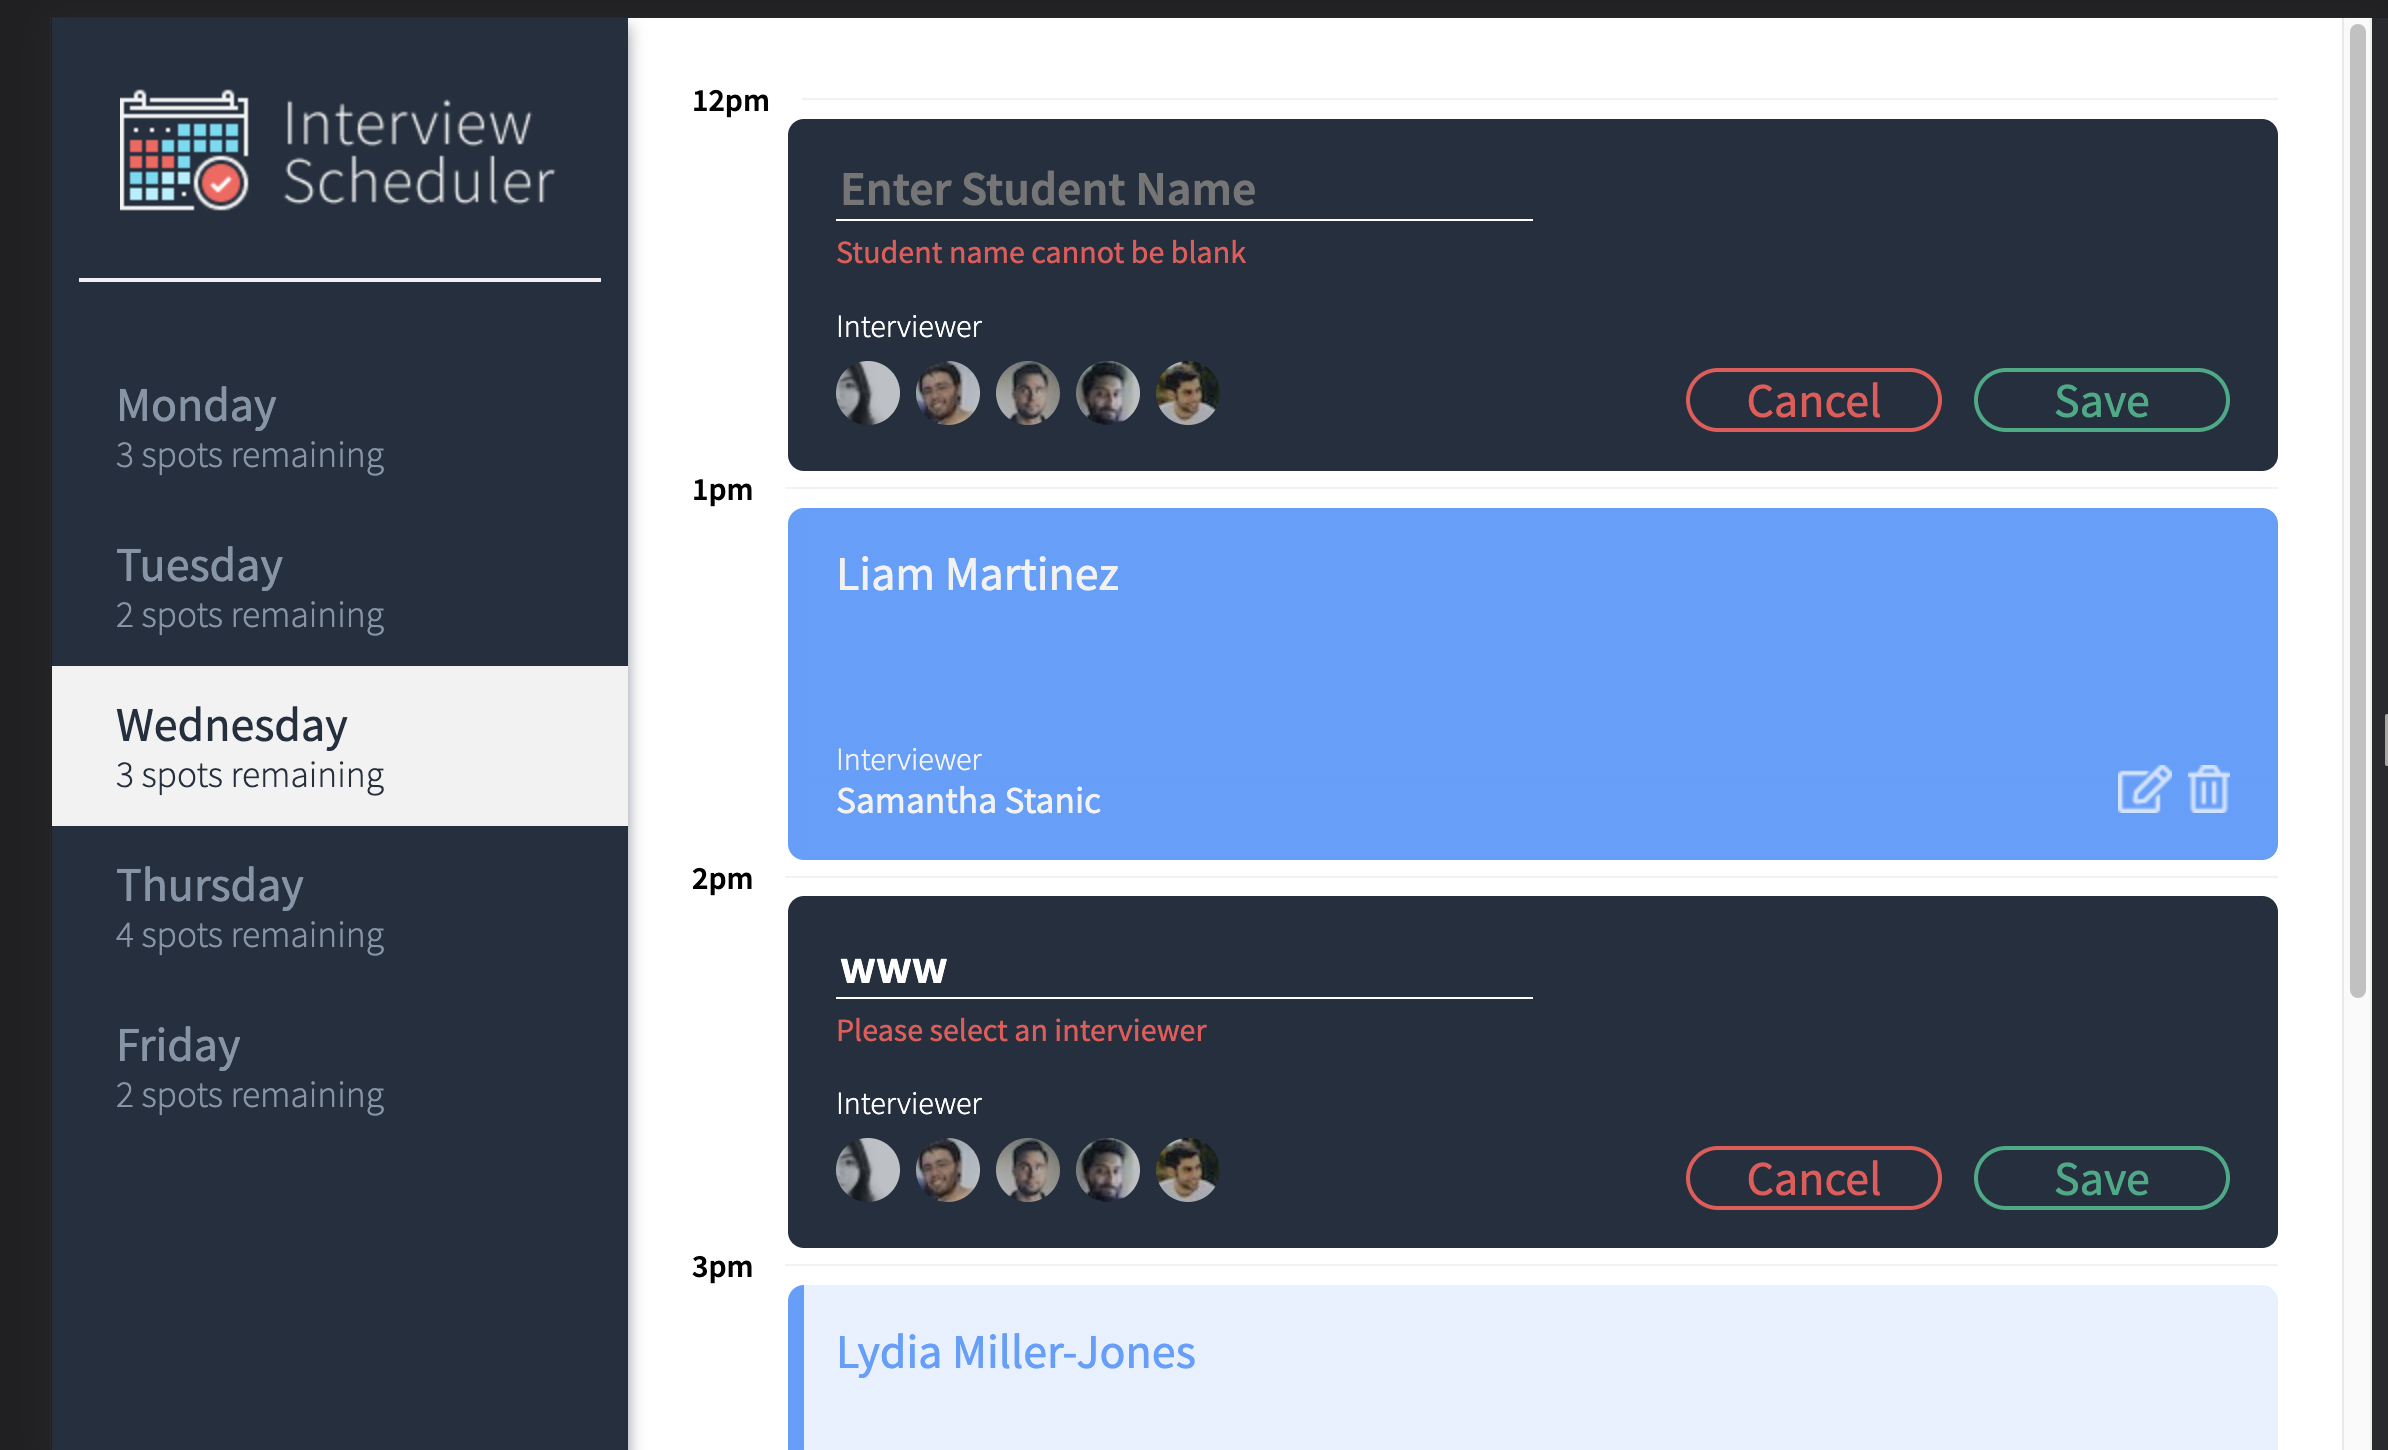 Interview
Scheduler
Monday
3 spots remaining
Tuesday
2 spots remaining
Wednesday
3 spots remaining
Thursday
4 spots remaining
Friday
2 spots remaining
12pm
Enter Student Name
Student name cannot be blank
Interviewer
Cancel Save
1pm
Liam Martinez
Interviewer
Samantha Stanic
2pm
www
Please select an interviewer
Interviewer
Cancel Save
3pm
Lydia Miller-Jones